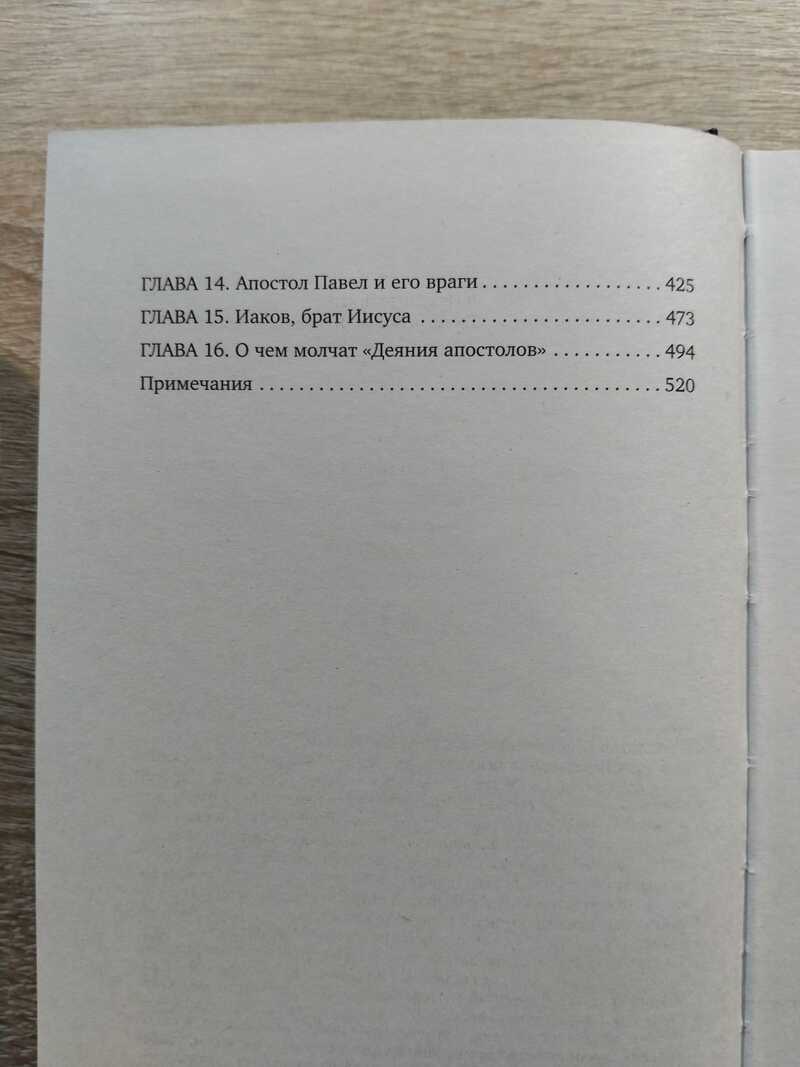 ГЛАВА 14. Апостол Павел и его враги . . . . . . . . . . . . . . . . . . 425
ГЛАВА 15. Иаков, брат Иисуса . . . . . . . . . . . . . . . . . . . . . . . . . 473
ГЛАВА 16. О чем молчат «Деяния апостолов» . . . . . . . . . . . 494
Примечания . . . . . . . . . . . . . . . . . . . . . . . . . . . . . . . . . . . . . . . 520